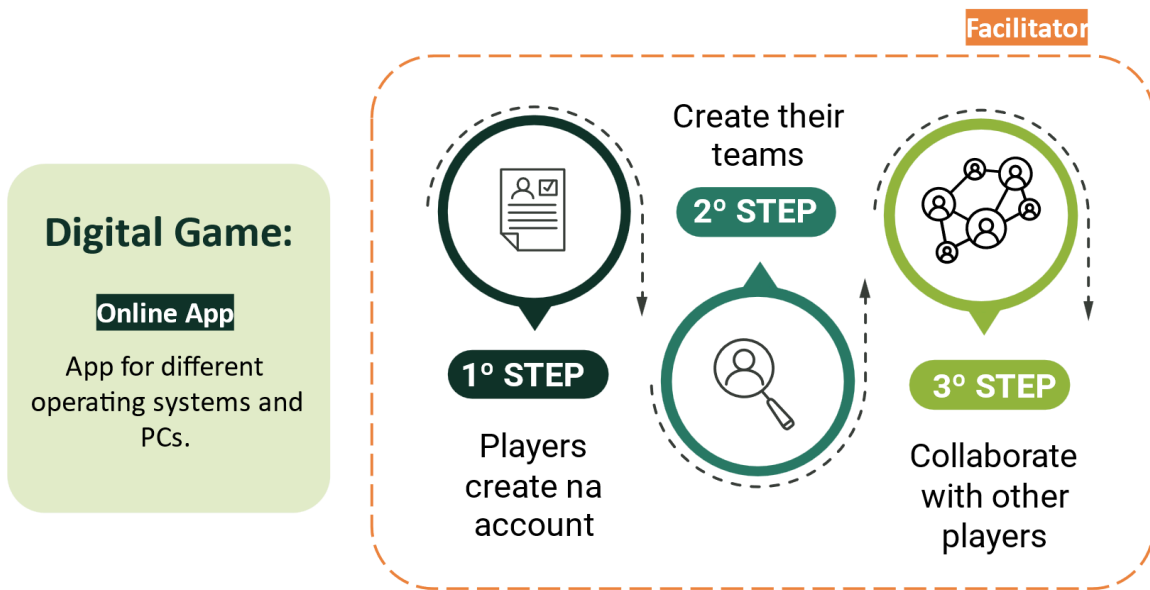 Facilitator
Digital Game:
Online App
App for different
operating systems and
PCs.
1º STEP
Players
create na
account
Create their
teams
2º STEP
3º STEP
Collaborate
with other
players